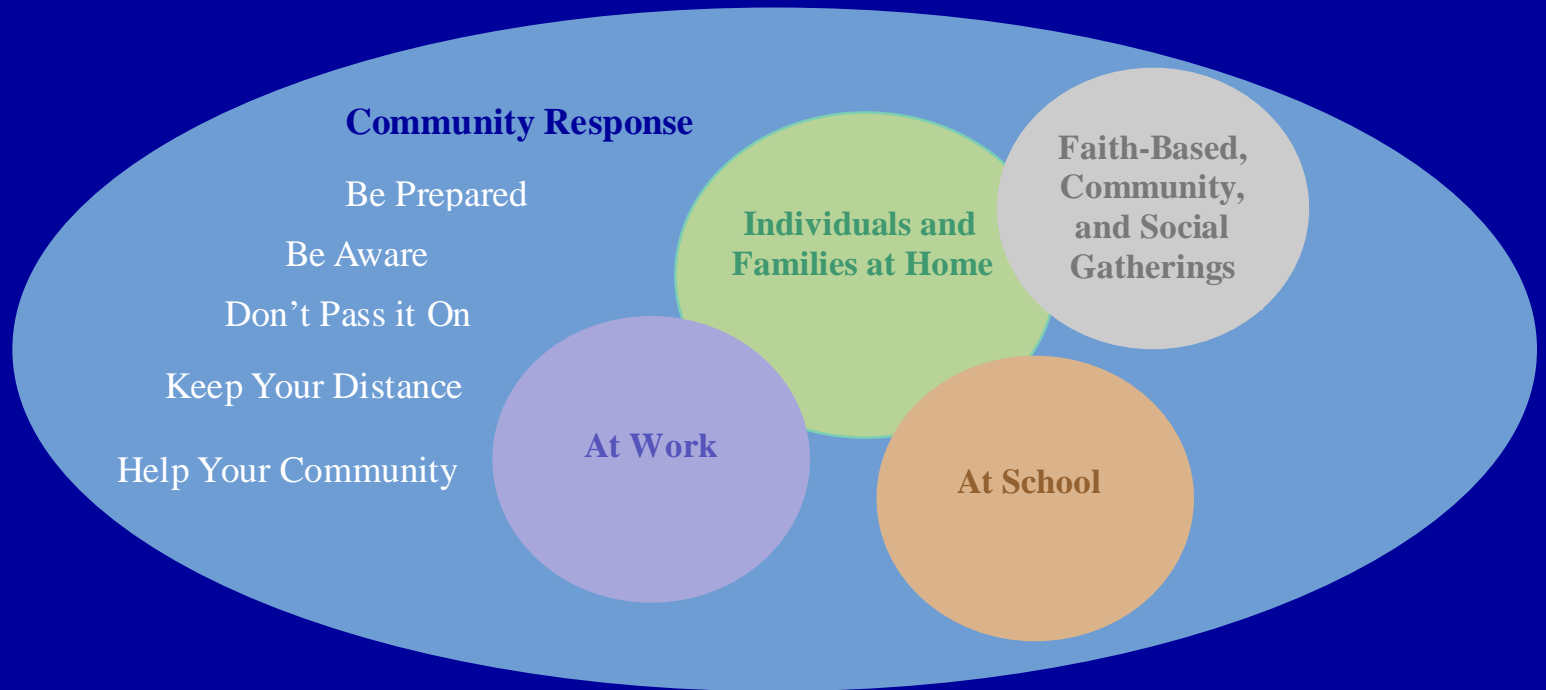 Community Response
Be Prepared
Be Aware
Don’t Pass it On
Keep Your Distance
Help Your Community
Individuals and
Families at Home
Faith-Based,
Community,
and Social
Gatherings
At Work
At School